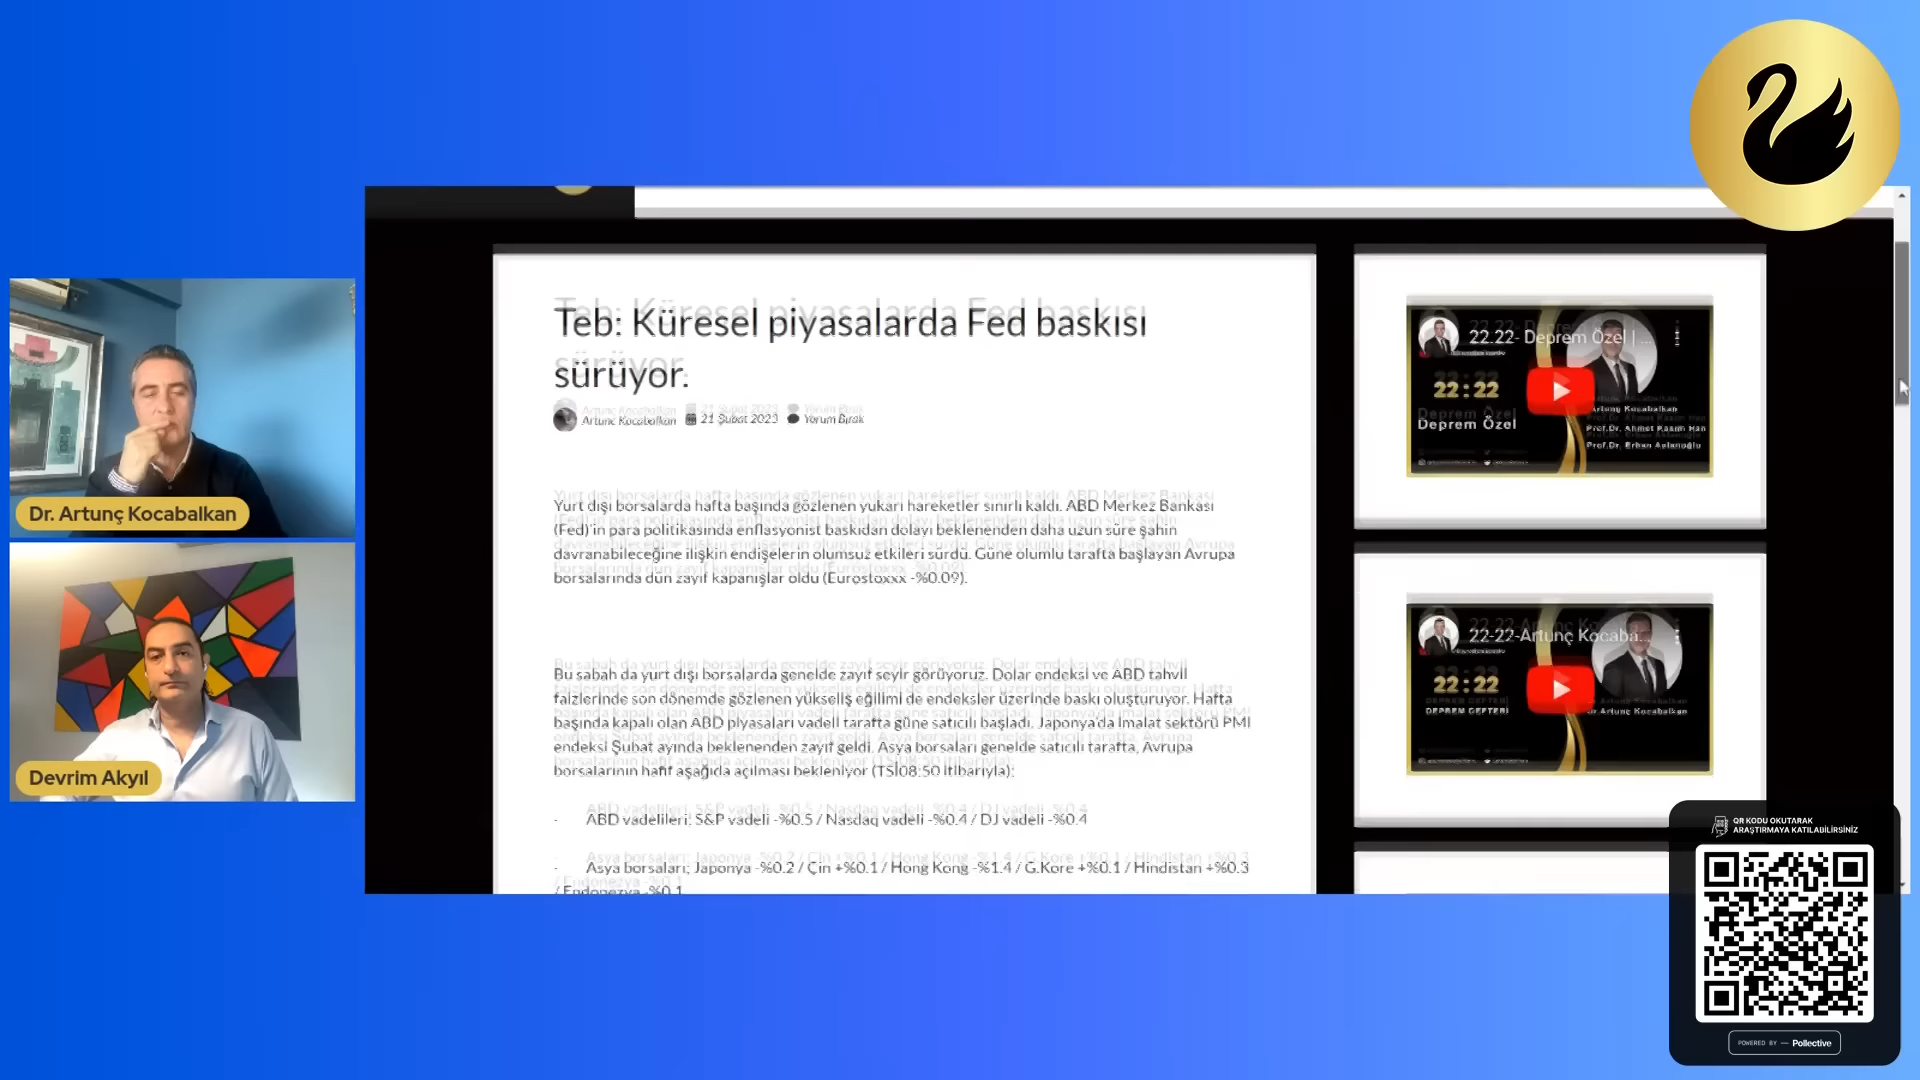 Dr. Artunç Kocabalkan
Devrim Akyıl
Teb: Küresel piyasalarda Fed baskısı
sürüyor.
Artunç Kocabalkan 21 Şubat 2023 Yorum Bırak
Yurt dışı borsalarda hafta başında gözlenen yukarı hareketler sınırlı kaldı. ABD Merkez Bankası
(Fed)'in para politikasında enflasyonist baskıdan dolayı beklenenden daha uzun süre şahin
davranabileceğine ilişkin endişelerin olumsuz etkileri sürdü. Güne olumlu tarafta başlayan Avrupa
borsalarında dün zayıf kapanışlar oldu (Eurostoxxx -%0.09).
Bu sabah da yurt dışı borsalarda genelde zayıf seyir görüyoruz. Dolar endeksi ve ABD tahvil
faizlerinde son dönemde gözlenen yükseliş eğilimi de endeksler üzerinde baskı oluşturuyor. Hafta
başında kapalı olan ABD piyasaları vadeli tarafta güne satıcılı başladı. Japonya'da imalat sektörü PMI
endeksi Şubat ayında beklenenden zayıf geldi. Asya borsaları genelde satıcılı tarafta, Avrupa
borsalarının hafif aşağıda açılması bekleniyor (TSİ08:50 itibarıyla):
- ABD vadelileri: S&P vadeli -%0.5 / Nasdaq vadeli -%0.4 / DJ vadeli -%0.4
- Asya borsaları; Japonya -%0.2 / Çin +%0.1 / Hong Kong -%1.4 / G.Kore +%0.1 / Hindistan +%0.3
/ Endonezya -%0.1
22.22- Deprem Özel | ...
22:22
Deprem Özel
Artunç Kocabalkan
Prof.Dr. Ahmet Kasım Han
Prof.Dr. Erhan Aslanoğlu
22-22-Artunç Kocaba...
22:22
DEPREM DEFTERİ
Dr Artunç Kocabalkan
QR KODU OKUTARAK
ARAŞTIRMAYA KATILABİLİRSİNİZ
POWERED BY — Pollective